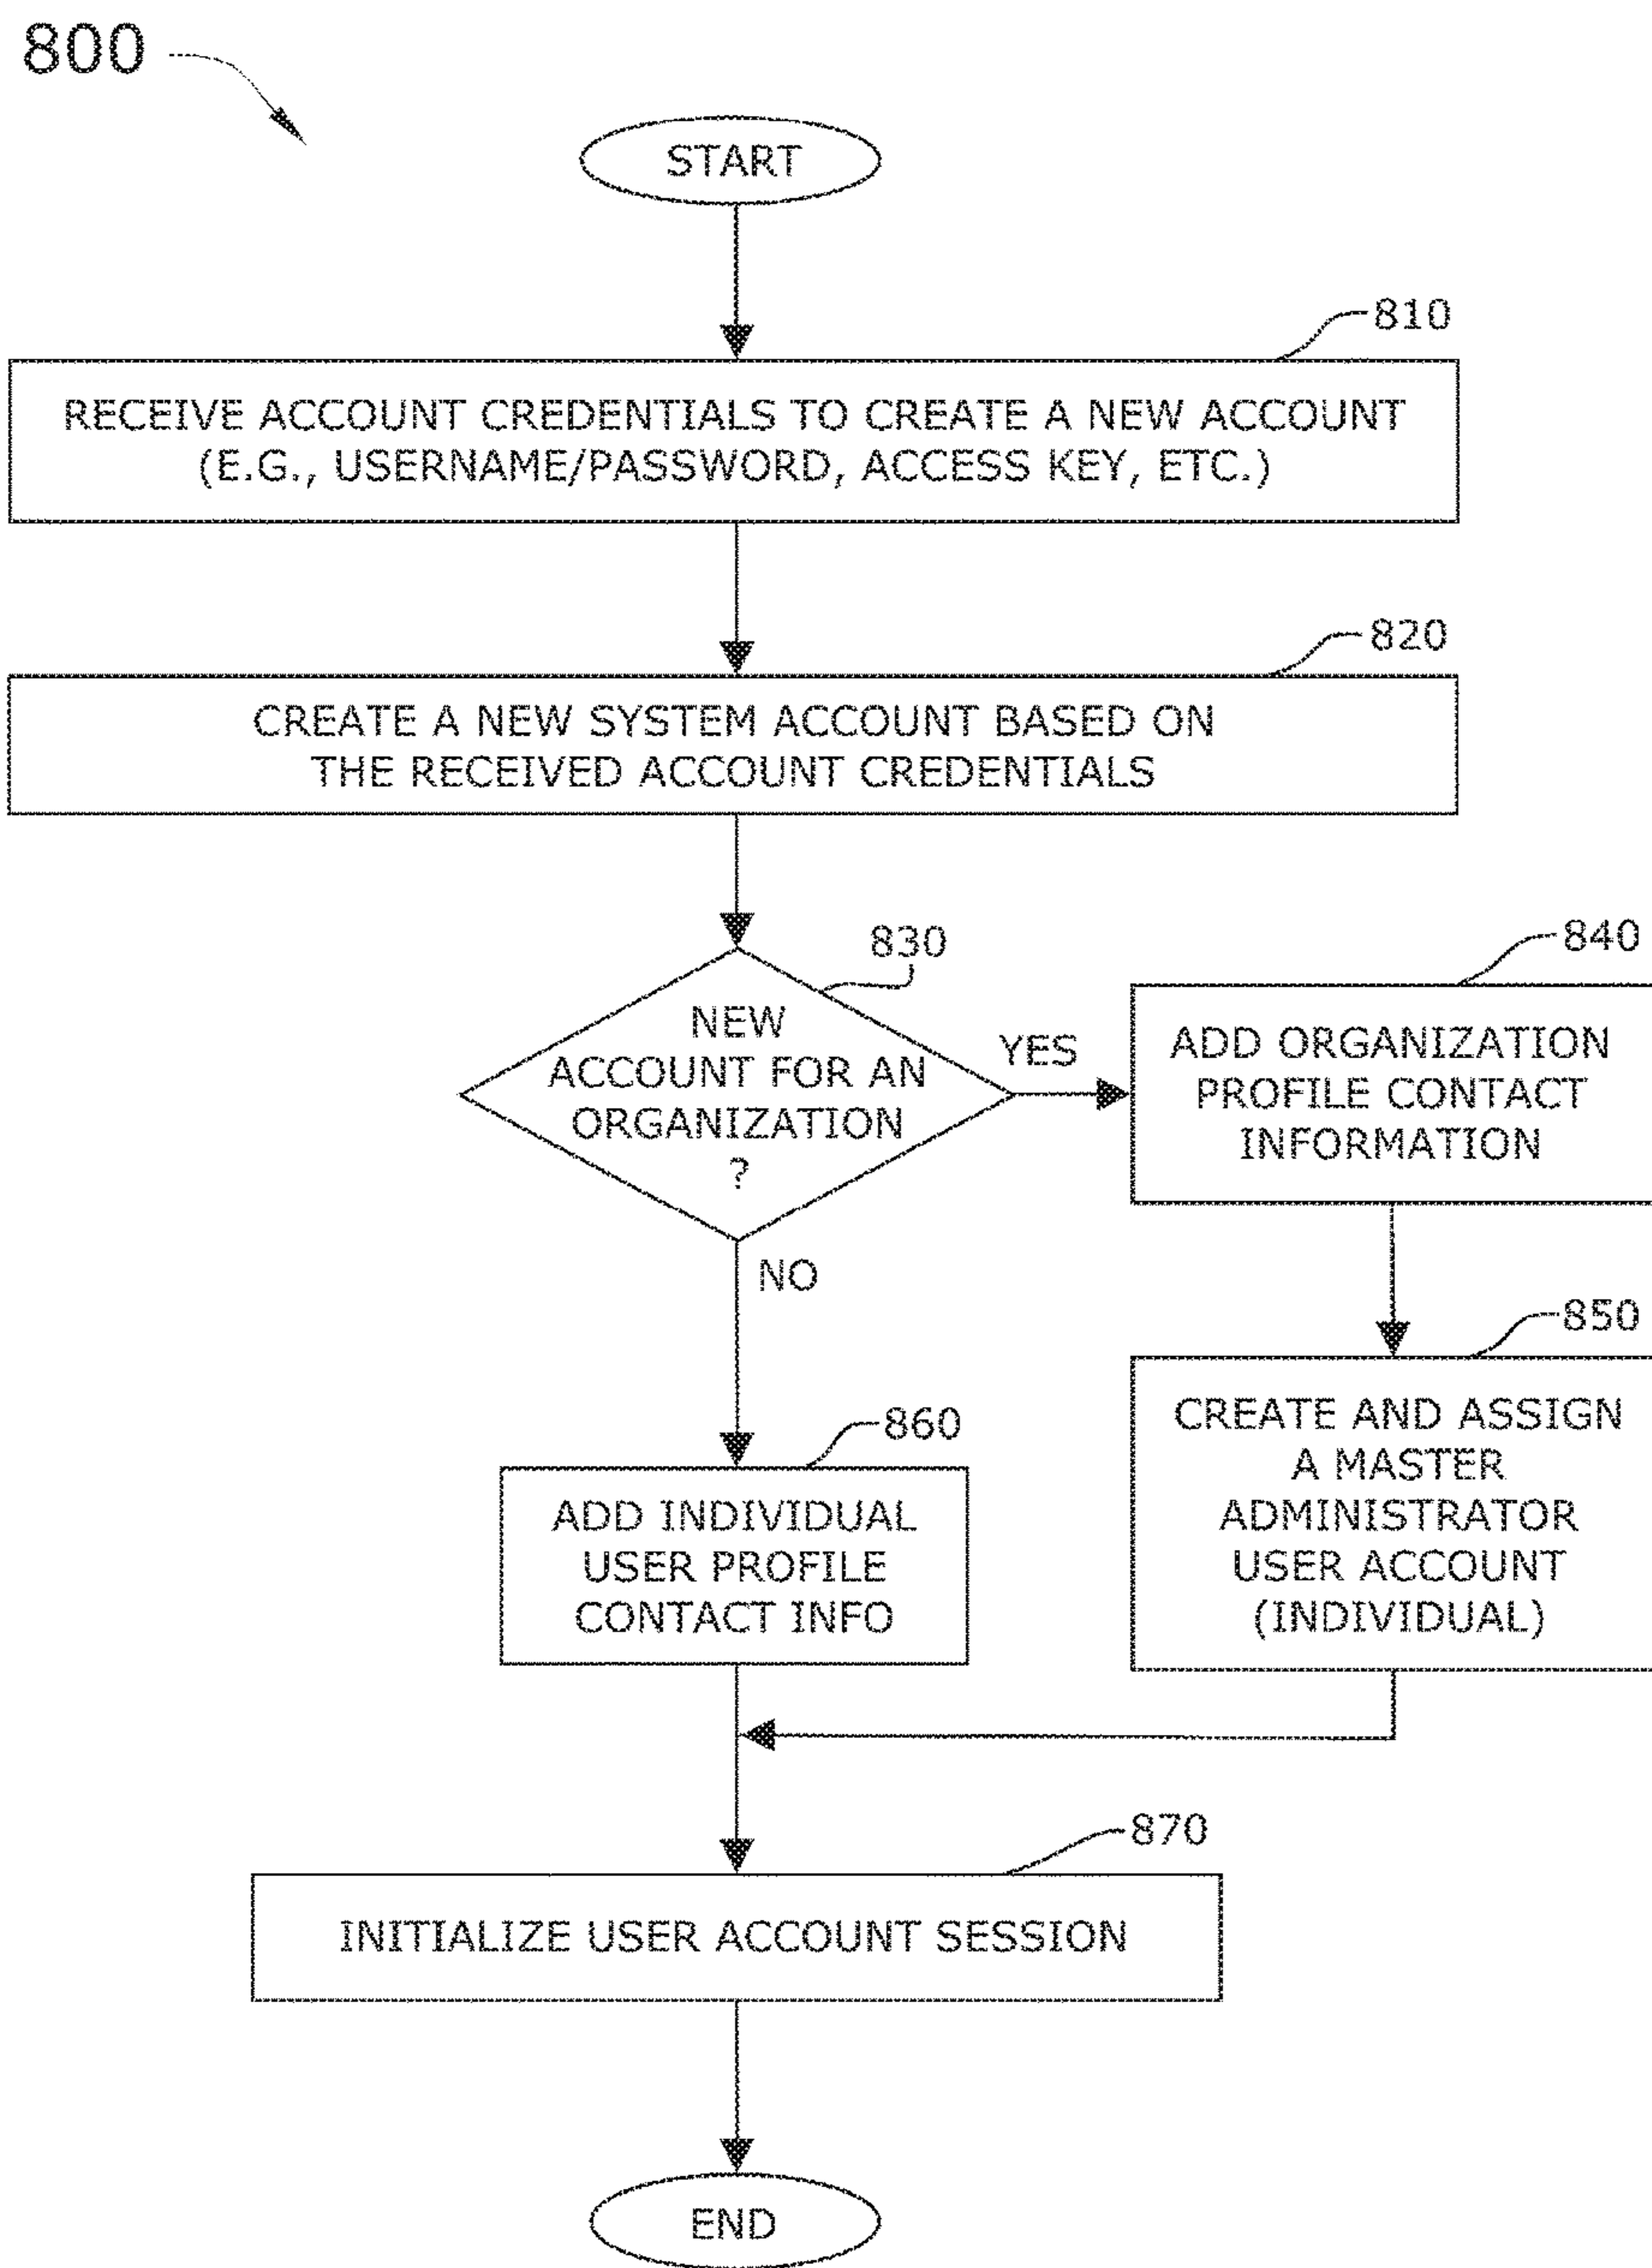 800
START
810
RECEIVE ACCOUNT CREDENTIALS TO CREATE A NEW ACCOUNT
(E.G., USERNAME/PASSWORD, ACCESS KEY, ETC.)
820
CREATE A NEW SYSTEM ACCOUNT BASED ON
THE RECEIVED ACCOUNT CREDENTIALS
830
NEW
ACCOUNT FOR AN
ORGANIZATION
?
YES
840
ADD ORGANIZATION
PROFILE CONTACT
INFORMATION
NO
850
CREATE AND ASSIGN
A MASTER
ADMINISTRATOR
USER ACCOUNT
(INDIVIDUAL)
860
ADD INDIVIDUAL
USER PROFILE
CONTACT INFO
870
INITIALIZE USER ACCOUNT SESSION
END